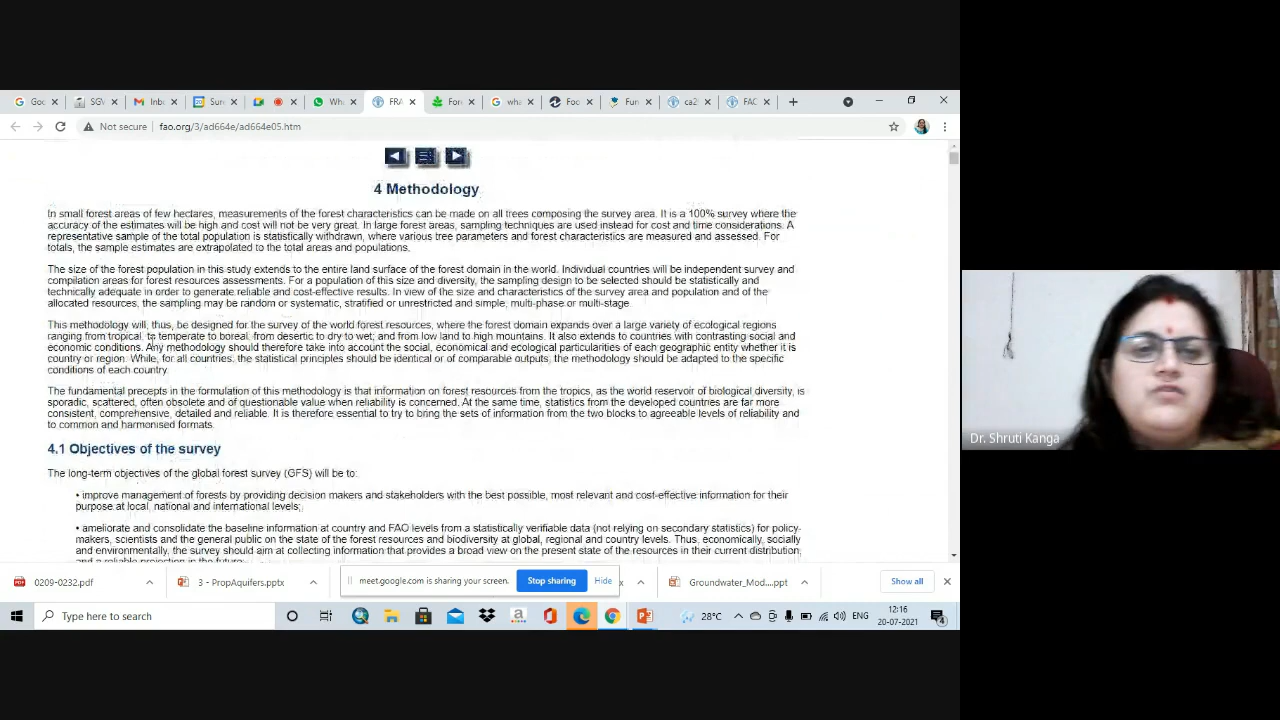 Goo
SGV
Inbo
Sur
Wha
FRA
Fore
wha
Foo
Fun
ca2
FAC
Not secure
fao.org/3/ad664e/ad664e05.htm
4 Methodology
In small forest areas of few hectares, measurements of the forest characteristics can be made on all trees composing the survey area. It is a 100% survey where the
accuracy of the estimates will be high and cost will not be very great. In large forest areas, sampling techniques are used instead for cost and time considerations. A
representative sample of the total population is statistically withdrawn, where various tree parameters and forest characteristics are measured and assessed. For
totals, the sample estimates are extrapolated to the total areas and populations.
The size of the forest population in this study extends to the entire land surface of the forest domain in the world. Individual countries will be independent survey and
compilation areas for forest resources assessments. For a population of this size and diversity, the sampling design to be selected should be statistically and
technically adequate in order to generate reliable and cost-effective results. In view of the size and characteristics of the survey area and population and of the
allocated resources, the sampling may be random or systematic, stratified or unrestricted and simple, multi-phase or multi-stage.
This methodology will, thus, be designed for the survey of the world forest resources, where the forest domain expands over a large variety of ecological regions
ranging from tropical, to temperate to boreal, from desertic to dry to wet; and from low land to high mountains. It also extends to countries with contrasting social and
economic conditions. Any methodology should therefore take into account the social, economical and ecological particularities of each geographic entity whether it is
country or region. While, for all countries, the statistical principles should be identical or of comparable outputs, the methodology should be adapted to the specific
conditions of each country.
The fundamental precepts in the formulation of this methodology is that information on forest resources from the tropics, as the world reservoir of biological diversity, is
sporadic, scattered, often obsolete and of questionable value when reliability is concerned. At the same time, statistics from the developed countries are far more
consistent, comprehensive, detailed and reliable. It is therefore essential to try to bring the sets of information from the two blocks to agreeable levels of reliability and
to common and harmonised formats.
4.1 Objectives of the survey
The long-term objectives of the global forest survey (GFS) will be to:
• improve management of forests by providing decision makers and stakeholders with the best possible, most relevant and cost-effective information for their
purpose at local, national and international levels;
• ameliorate and consolidate the baseline information at country and FAO levels from a statistically verifiable data (not relying on secondary statistics) for policy-
makers, scientists and the general public on the state of the forest resources and biodiversity at global, regional and country levels. Thus, economically, socially
and environmentally, the survey should aim at collecting information that provides a broad view on the present state of the resources in their current distribution,
and a reliable projection in the future;
Dr. Shruti Kanga
0209-0232.pdf
3 - PropAquifers.pptx
meet.google.com is sharing your screen.
Stop sharing
Hide
Groundwater_Mod....ppt
Show all
Type here to search
28°C
ENG
12:16
20-07-2021